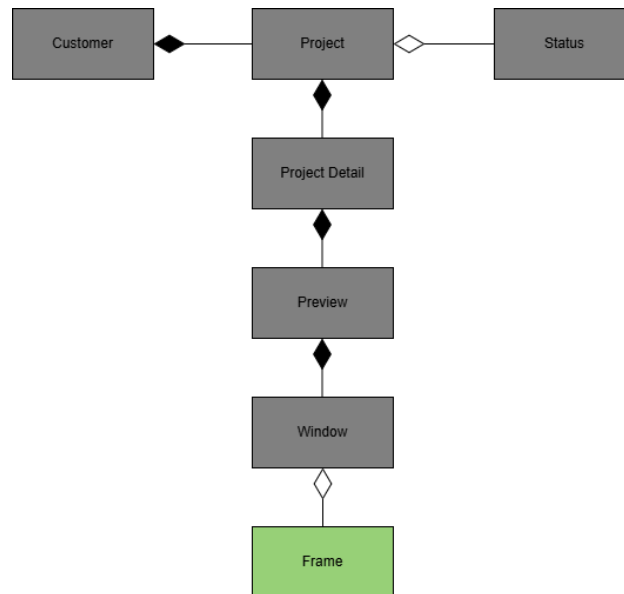 Customer
Project
Status
Project Detail
Preview
Window
Frame